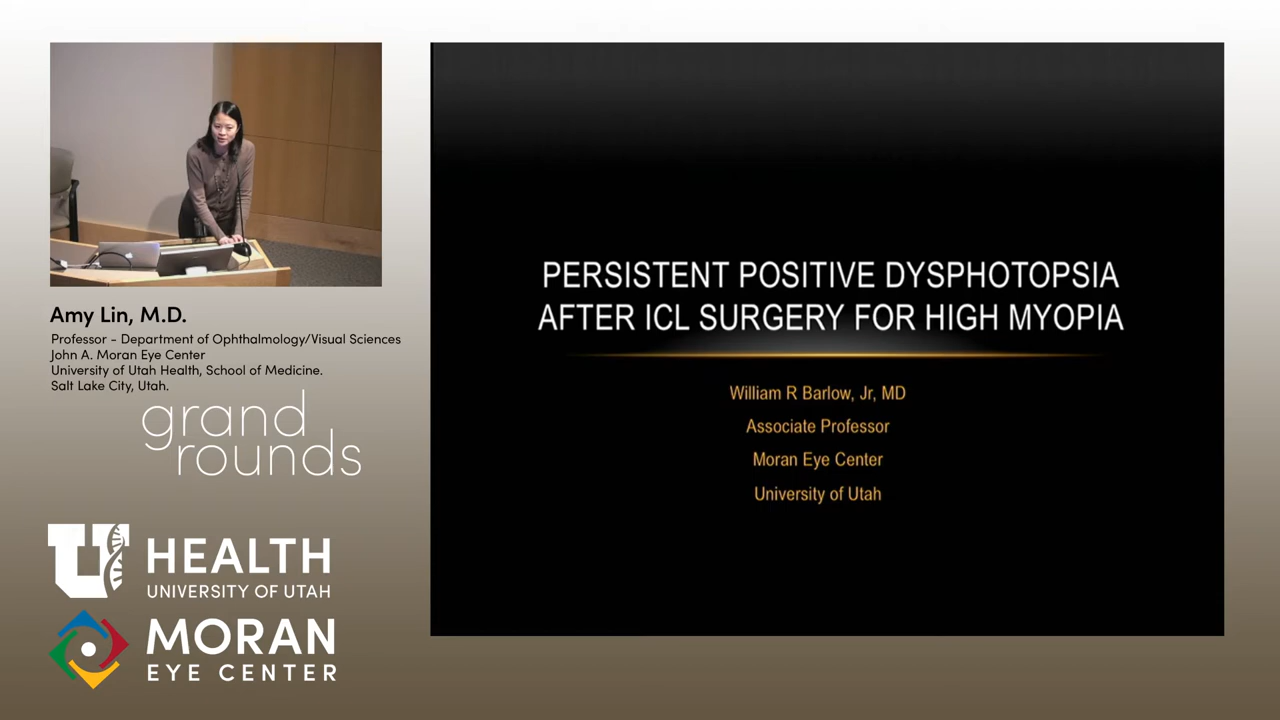 Amy Lin, M.D.
Professor - Department of Ophthalmology/Visual Sciences
John A. Moran Eye Center
University of Utah Health, School of Medicine.
Salt Lake City, Utah.
grand
rounds
U HEALTH
UNIVERSITY OF UTAH
MORAN
EYE CENTER
PERSISTENT POSITIVE DYSPHOTOPSIA
AFTER ICL SURGERY FOR HIGH MYOPIA
William R Barlow, Jr, MD
Associate Professor
Moran Eye Center
University of Utah